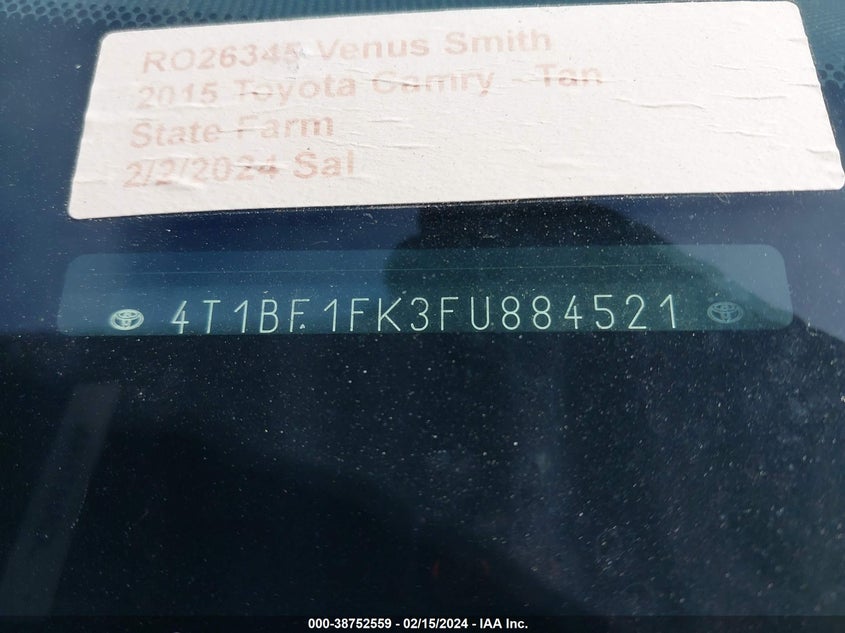 RO26345 Venus Smith
2015 Toyota Camry - Tan
State Farm
2/2/2024 Sal
4T1BF1FK3FU884521
000-38752559 - 02/15/2024 - IAA Inc.